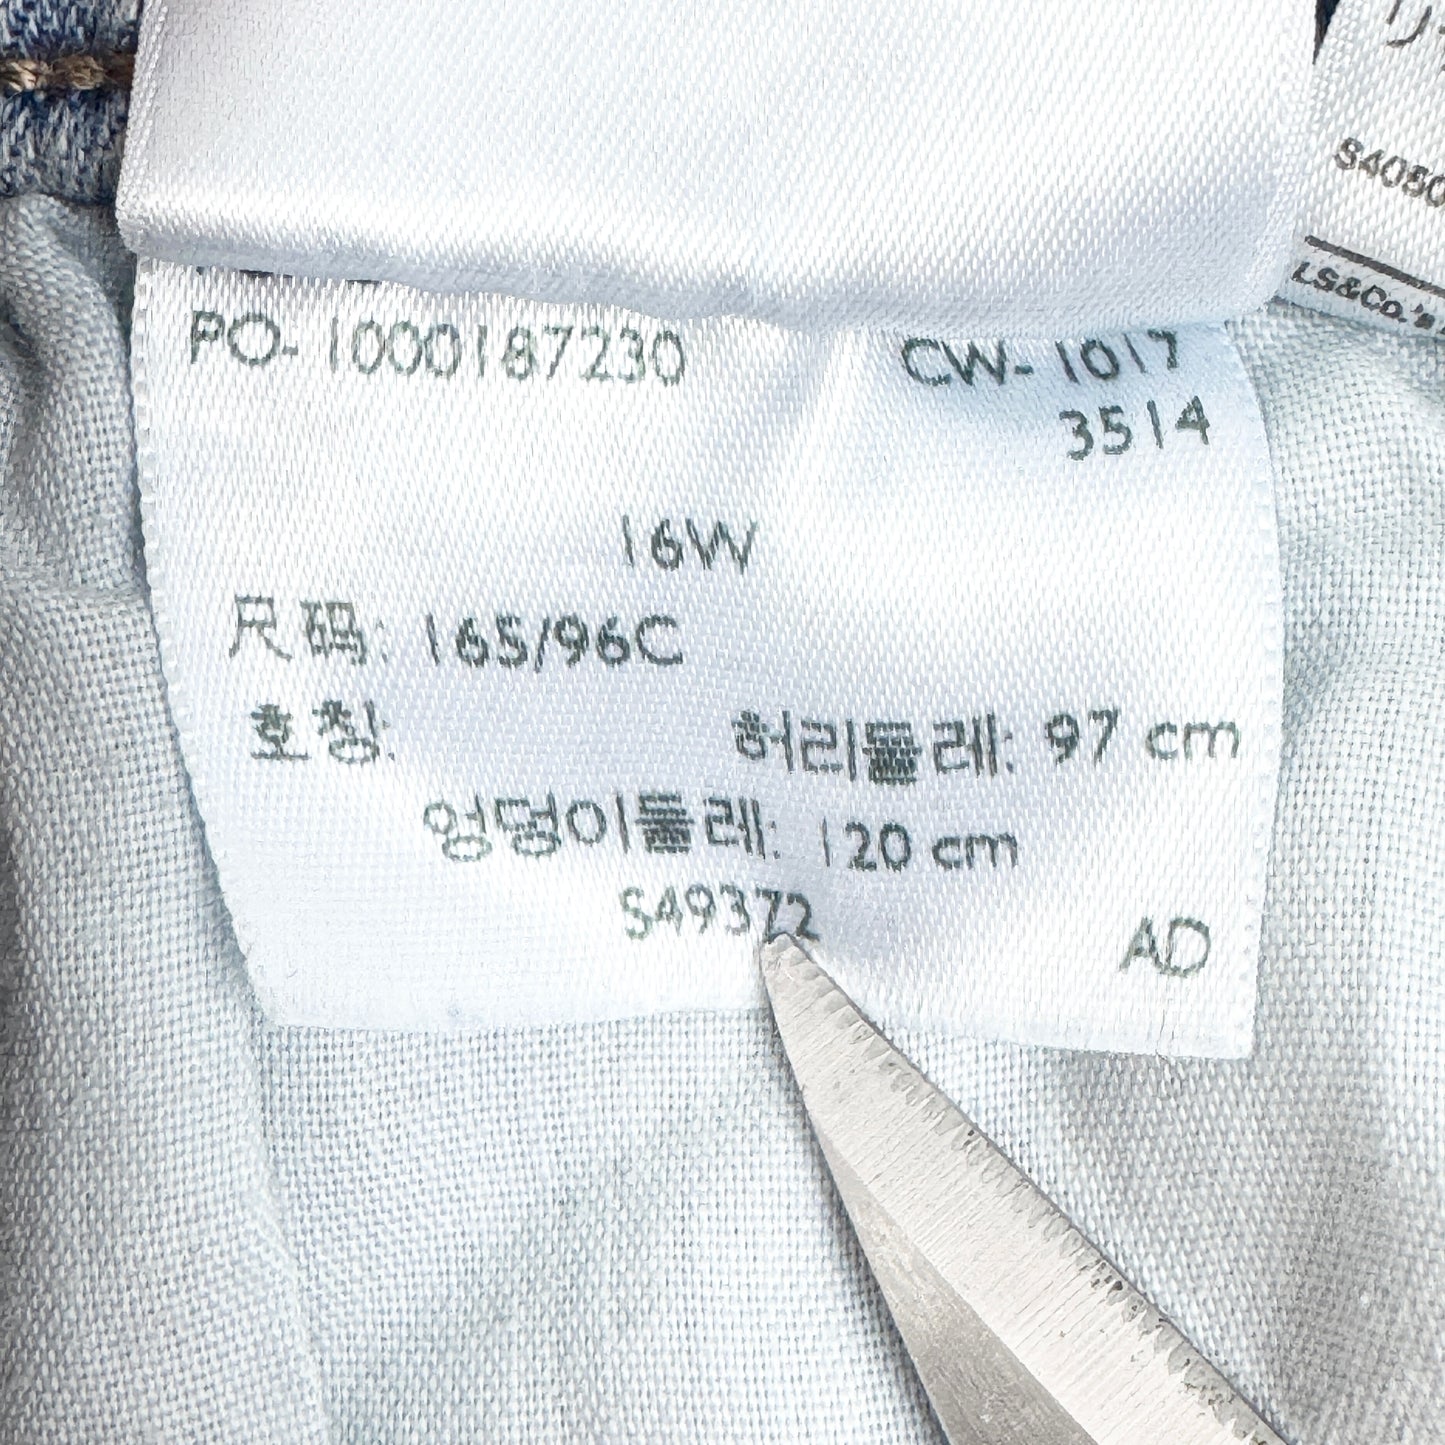 PO-1000187230 CW-1017
3514
16W
尺码: 165/96C
호칭: 허리둘레: 97 cm
엉덩이둘레: 120 cm
S49372 AD
LS&Co.'s